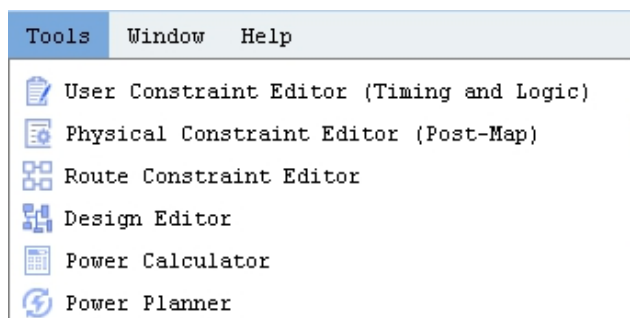 Tools Window Help
User Constraint Editor (Timing and Logic)
Physical Constraint Editor (Post-Map)
Route Constraint Editor
Design Editor
Power Calculator
Power Planner